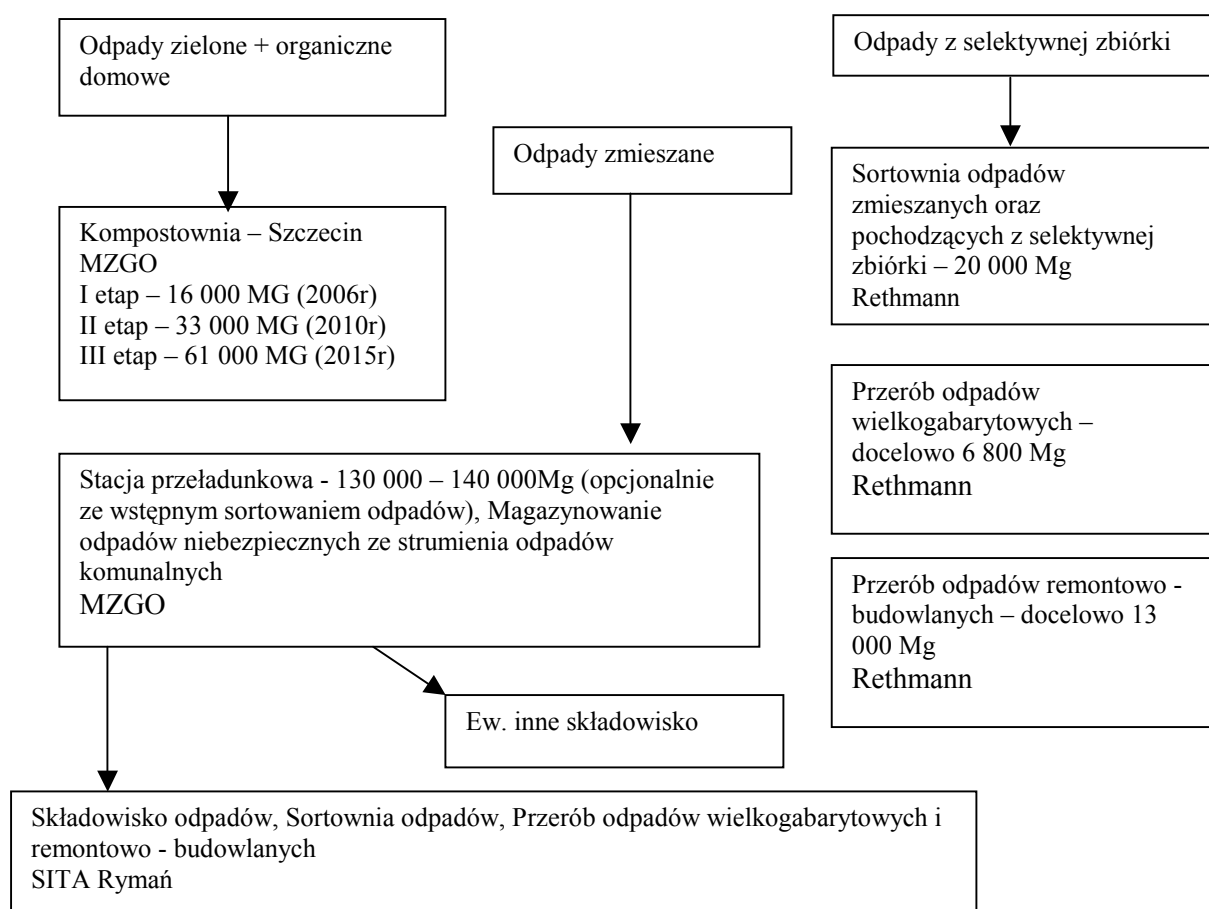 Odpady zielone + organiczne
domowe
Odpady z selektywnej zbiórki
Odpady zmieszane
Sortownia odpadów
zmieszanych oraz
pochodzących z selektywnej
zbiórki – 20 000 Mg
Rethmann
Kompostownia – Szczecin
MZGO
I etap – 16 000 MG (2006r)
II etap – 33 000 MG (2010r)
III etap – 61 000 MG (2015r)
Przerób odpadów
wielkogabarytowych –
docelowo 6 800 Mg
Rethmann
Stacja przeładunkowa - 130 000 – 140 000Mg (opcjonalnie
ze wstępnym sortowaniem odpadów), Magazynowanie
odpadów niebezpiecznych ze strumienia odpadów
komunalnych
MZGO
Przerób odpadów remontowo -
budowlanych – docelowo 13
000 Mg
Rethmann
Ew. inne składowisko
Składowisko odpadów, Sortownia odpadów, Przerób odpadów wielkogabarytowych i
remontowo - budowlanych
SITA Rymań